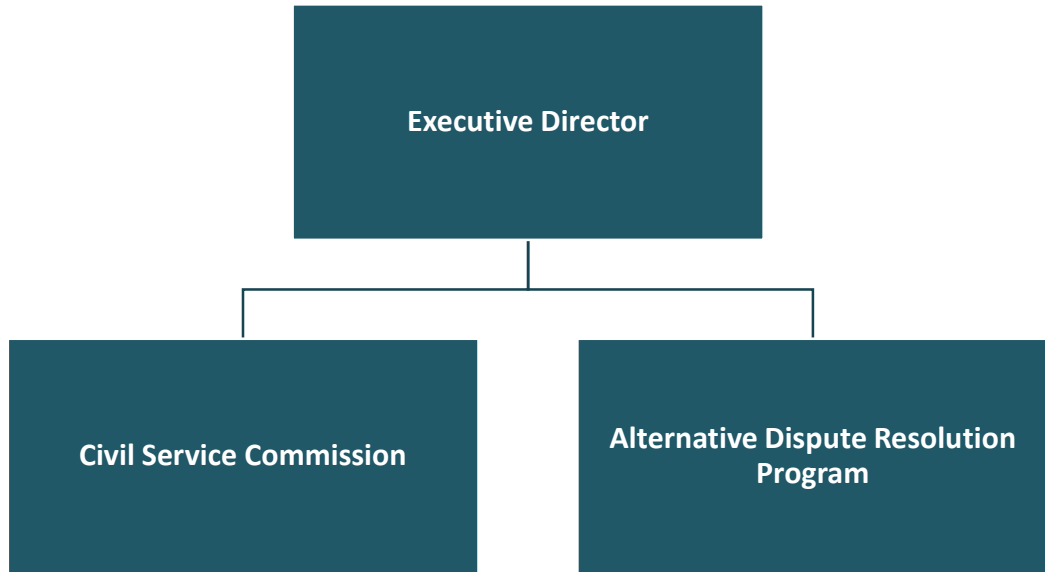 Executive Director
Civil Service Commission
Alternative Dispute Resolution
Program